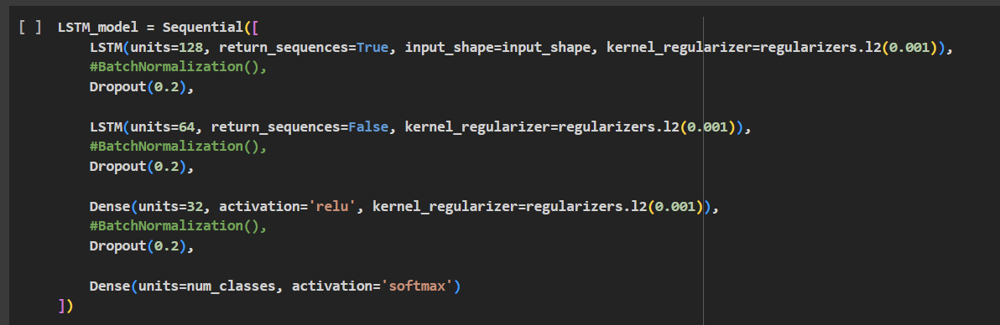 [ ] LSTM_model = Sequential([
LSTM(units=128, return_sequences=True, input_shape=input_shape, kernel_regularizer=regularizers.l2(0.001)),
#BatchNormalization(),
Dropout(0.2),
LSTM(units=64, return_sequences=False, kernel_regularizer=regularizers.l2(0.001)),
#BatchNormalization(),
Dropout(0.2),
Dense(units=32, activation='relu', kernel_regularizer=regularizers.l2(0.001)),
#BatchNormalization(),
Dropout(0.2),
Dense(units=num_classes, activation='softmax')
])